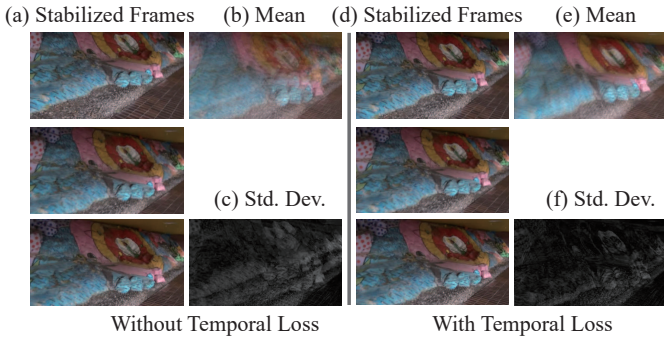 (a) Stabilized Frames (b) Mean (d) Stabilized Frames (e) Mean
(c) Std. Dev. (f) Std. Dev.
Without Temporal Loss With Temporal Loss